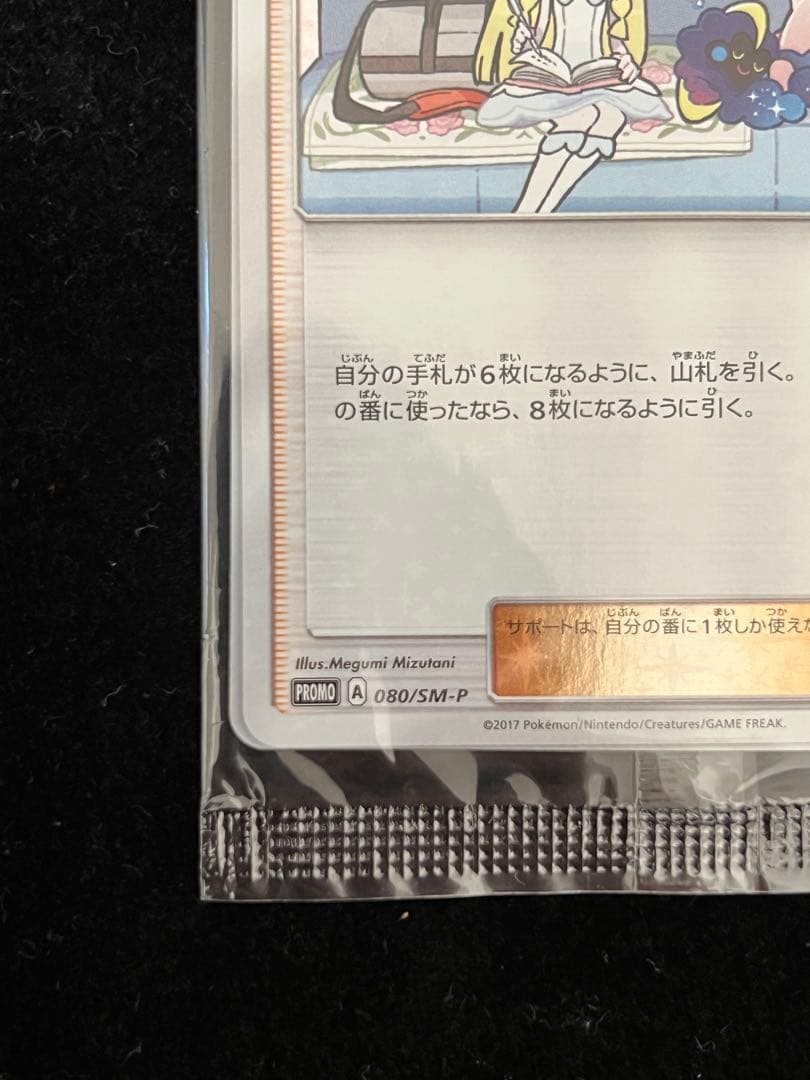 自分の手札が6枚になるように、山札を引く。
の番に使ったなら、8枚になるように引く。
サポートは、自分の番に1枚しか使えな
Illus.Megumi Mizutani
PROMO A 080/SM-P
©2017 Pokémon/Nintendo/Creatures/GAME FREAK.